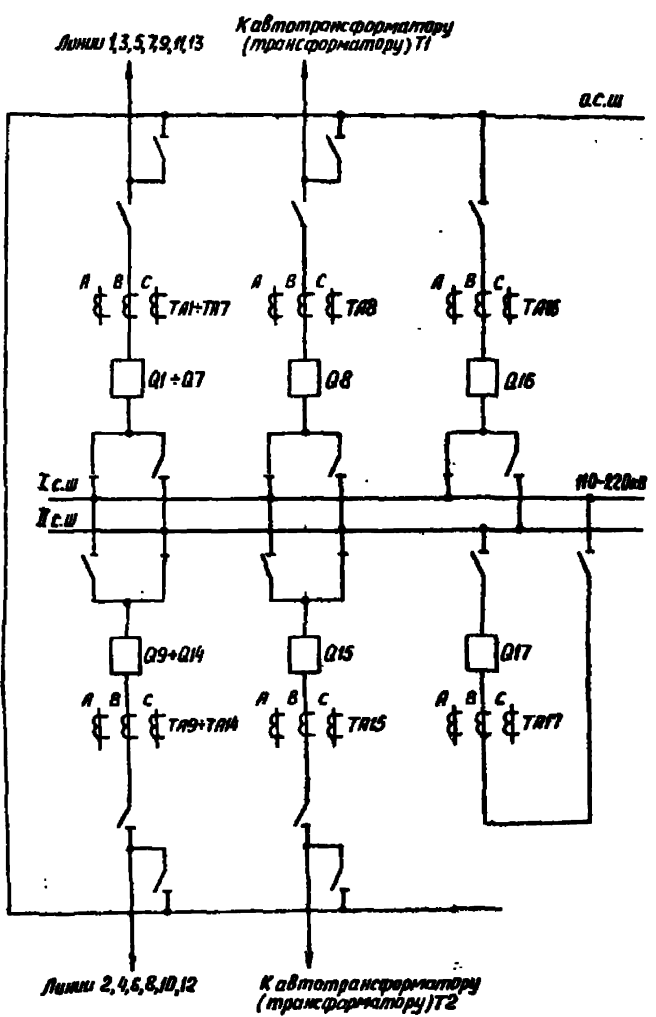 Линии 1,3,5,7,9,11,13
К автотрансформатору
(трансформатору) Т1
о.с.ш
A B C TA1÷TA7
A B C TA8
A B C TA16
Q1÷Q7
Q8
Q16
I с.ш
110-220кВ
II с.ш
Q9÷Q14
Q15
Q17
A B C TA9÷TA14
A B C TA15
A B C TA17
Линии 2,4,6,8,10,12
К автотрансформатору
(трансформатору) Т2